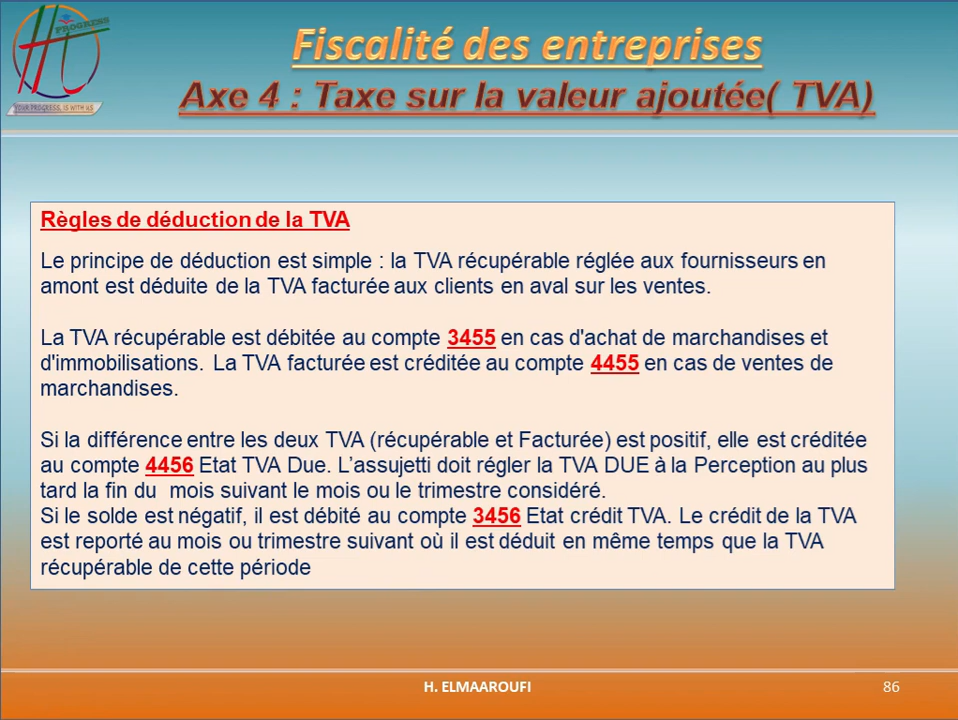 PROGRESS
YOUR PROGRESS, IS WITH US
Fiscalité des entreprises
Axe 4 : Taxe sur la valeur ajoutée( TVA)
Règles de déduction de la TVA
Le principe de déduction est simple : la TVA récupérable réglée aux fournisseurs en
amont est déduite de la TVA facturée aux clients en aval sur les ventes.
La TVA récupérable est débitée au compte 3455 en cas d'achat de marchandises et
d'immobilisations. La TVA facturée est créditée au compte 4455 en cas de ventes de
marchandises.
Si la différence entre les deux TVA (récupérable et Facturée) est positif, elle est créditée
au compte 4456 Etat TVA Due. L’assujetti doit régler la TVA DUE à la Perception au plus
tard la fin du mois suivant le mois ou le trimestre considéré.
Si le solde est négatif, il est débité au compte 3456 Etat crédit TVA. Le crédit de la TVA
est reporté au mois ou trimestre suivant où il est déduit en même temps que la TVA
récupérable de cette période
H. ELMAAROUFI
86